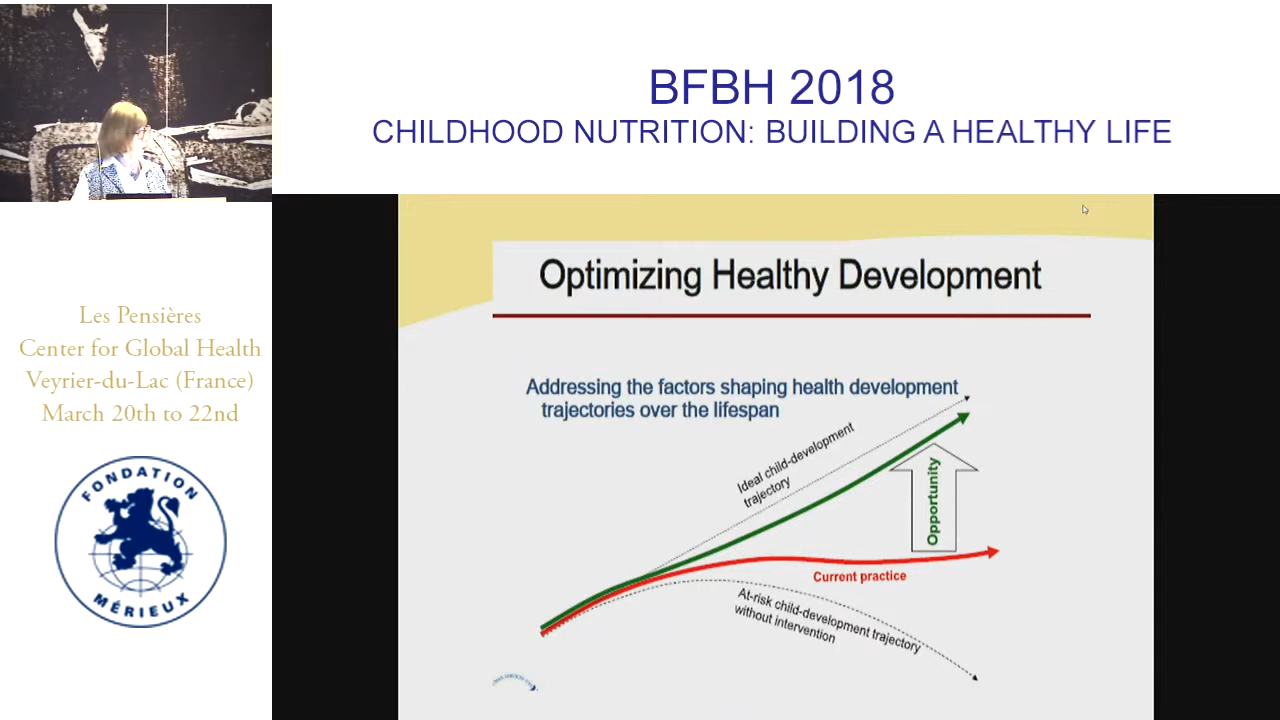 BFBH 2018
CHILDHOOD NUTRITION: BUILDING A HEALTHY LIFE
Les Pensières
Center for Global Health
Veyrier-du-Lac (France)
March 20th to 22nd
FONDATION
MÉRIEUX
Optimizing Healthy Development
Addressing the factors shaping health development
trajectories over the lifespan
Ideal child-development
trajectory
Opportunity
Current practice
At-risk child-development trajectory
without intervention